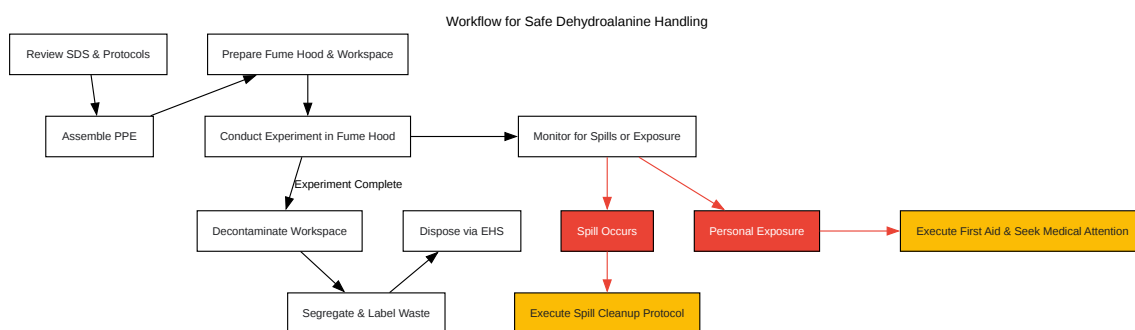 Workflow for Safe Dehydroalanine Handling
Review SDS & Protocols
Prepare Fume Hood & Workspace
Assemble PPE
Conduct Experiment in Fume Hood
Monitor for Spills or Exposure
Experiment Complete
Decontaminate Workspace
Dispose via EHS
Spill Occurs
Personal Exposure
Execute First Aid & Seek Medical Attention
Segregate & Label Waste
Execute Spill Cleanup Protocol